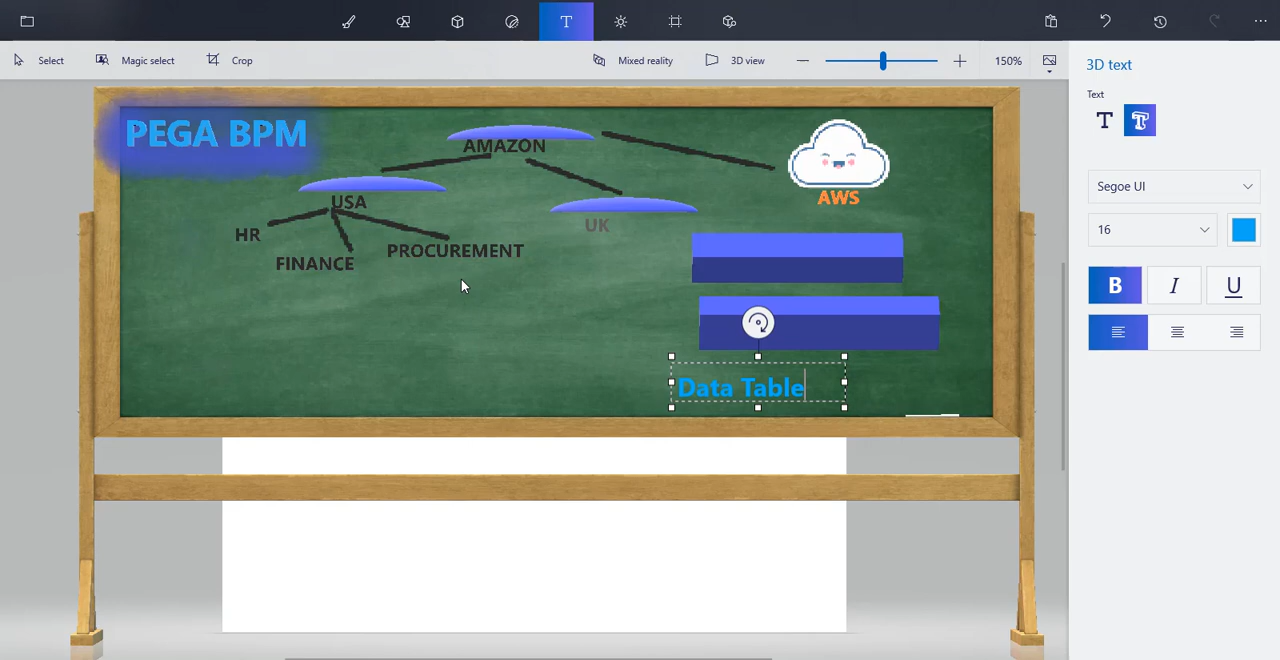 Select
Magic select
Crop
Mixed reality
3D view
150%
3D text
Text
Segoe UI
16
B I U
PEGA BPM
AMAZON
AWS
USA
UK
HR
FINANCE
PROCUREMENT
Data Table